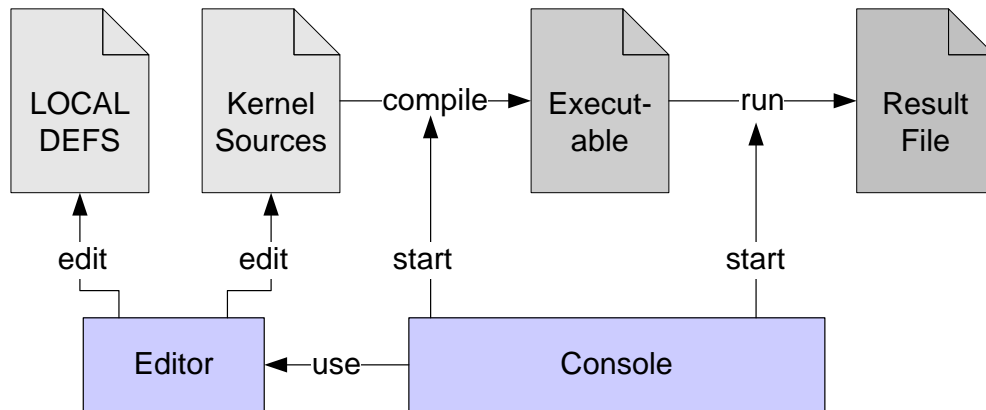 LOCAL
DEFS
Kernel
Sources
compile
Execut-
able
run
Result
File
edit
edit
start
start
Editor
use
Console